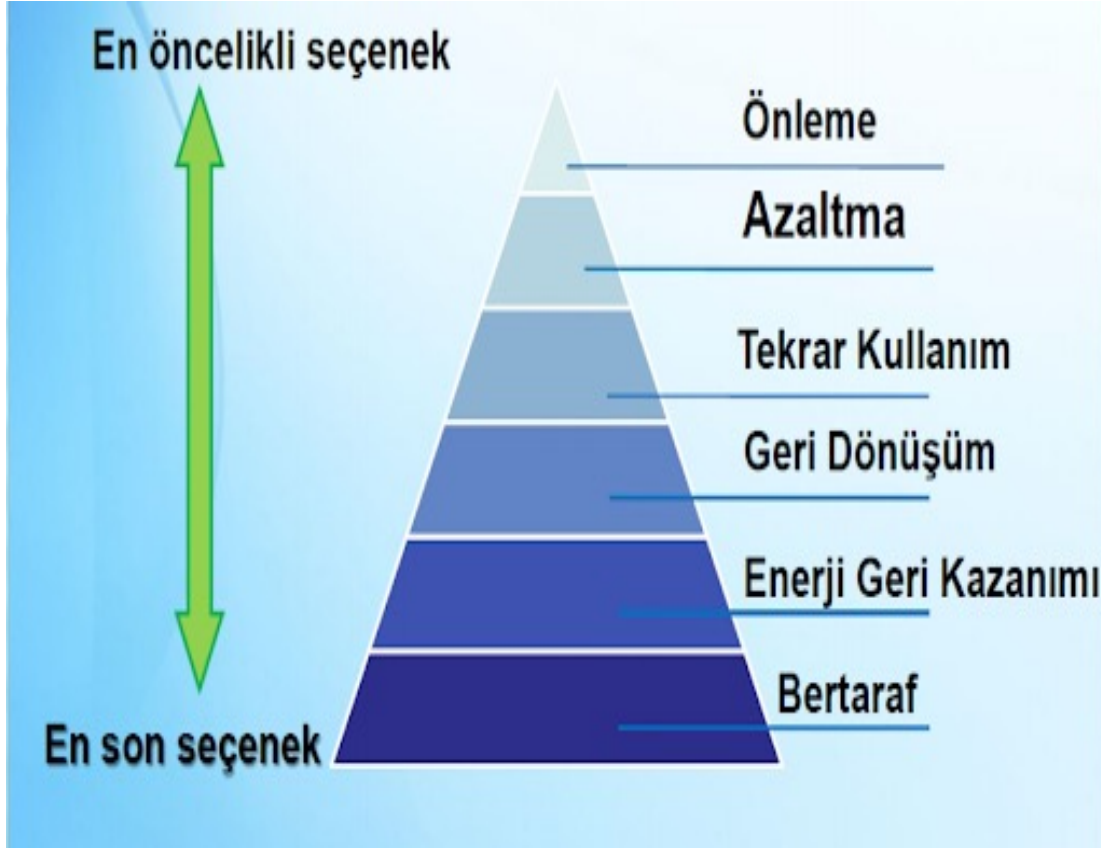 En öncelikli seçenek
Önleme
Azaltma
Tekrar Kullanım
Geri Dönüşüm
Enerji Geri Kazanımı
Bertaraf
En son seçenek